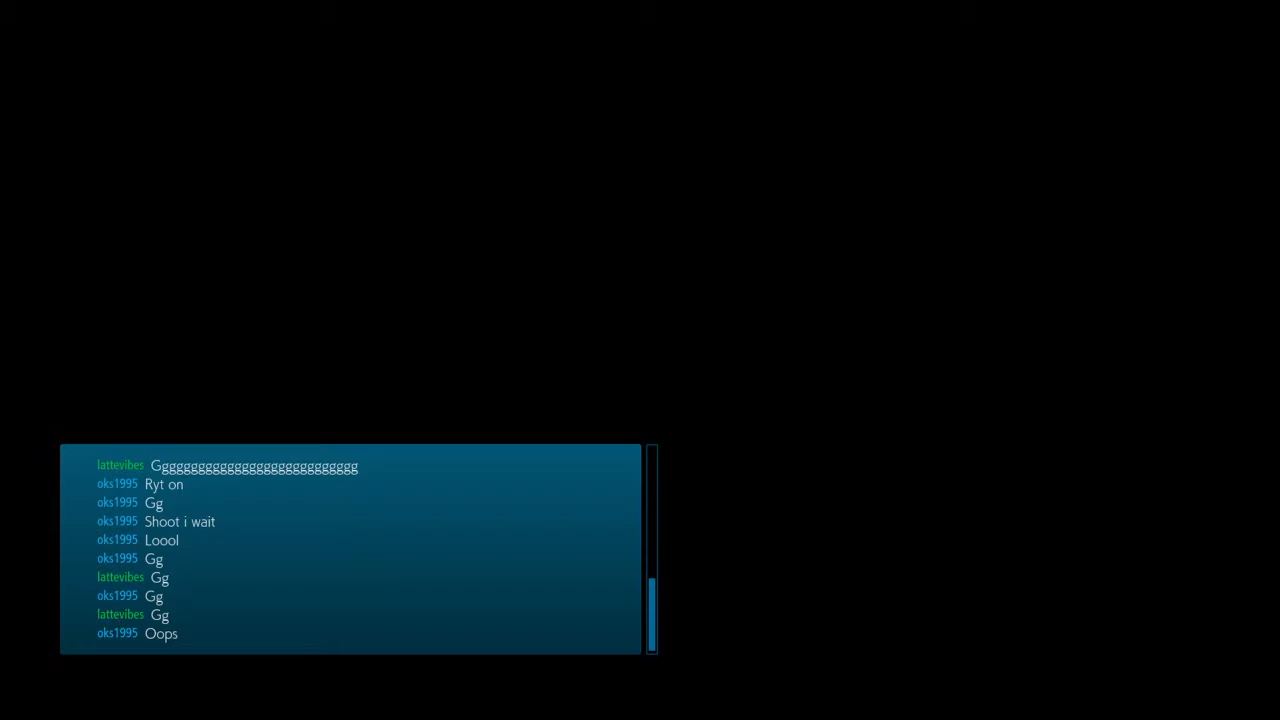 lattevibes Gggggggggggggggggggggggggggg
oks1995 Ryt on
oks1995 Gg
oks1995 Shoot i wait
oks1995 Loool
oks1995 Gg
lattevibes Gg
oks1995 Gg
lattevibes Gg
oks1995 Oops